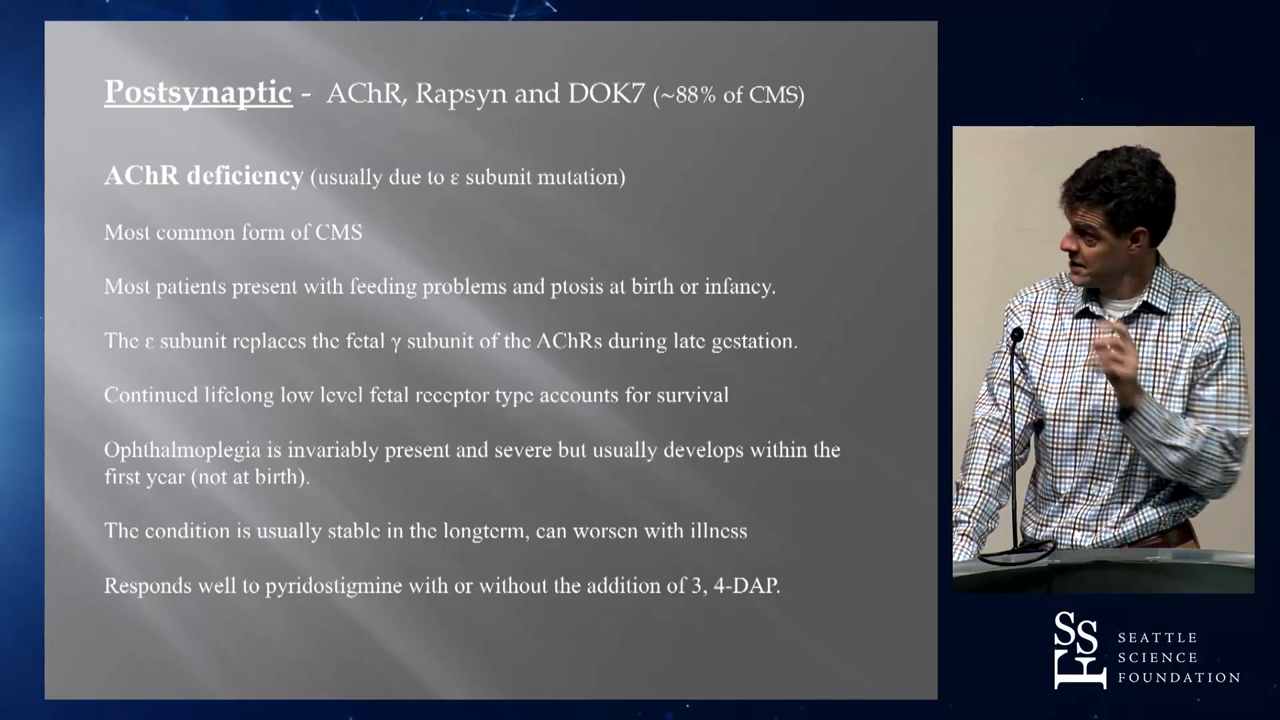 Postsynaptic - AChR, Rapsyn and DOK7 (~88% of CMS)
AChR deficiency (usually due to ε subunit mutation)
Most common form of CMS
Most patients present with feeding problems and ptosis at birth or infancy.
The ε subunit replaces the fetal γ subunit of the AChRs during late gestation.
Continued lifelong low level fetal receptor type accounts for survival
Ophthalmoplegia is invariably present and severe but usually develops within the
first year (not at birth).
The condition is usually stable in the longterm, can worsen with illness
Responds well to pyridostigmine with or without the addition of 3, 4-DAP.
SSF
SEATTLE
SCIENCE
FOUNDATION